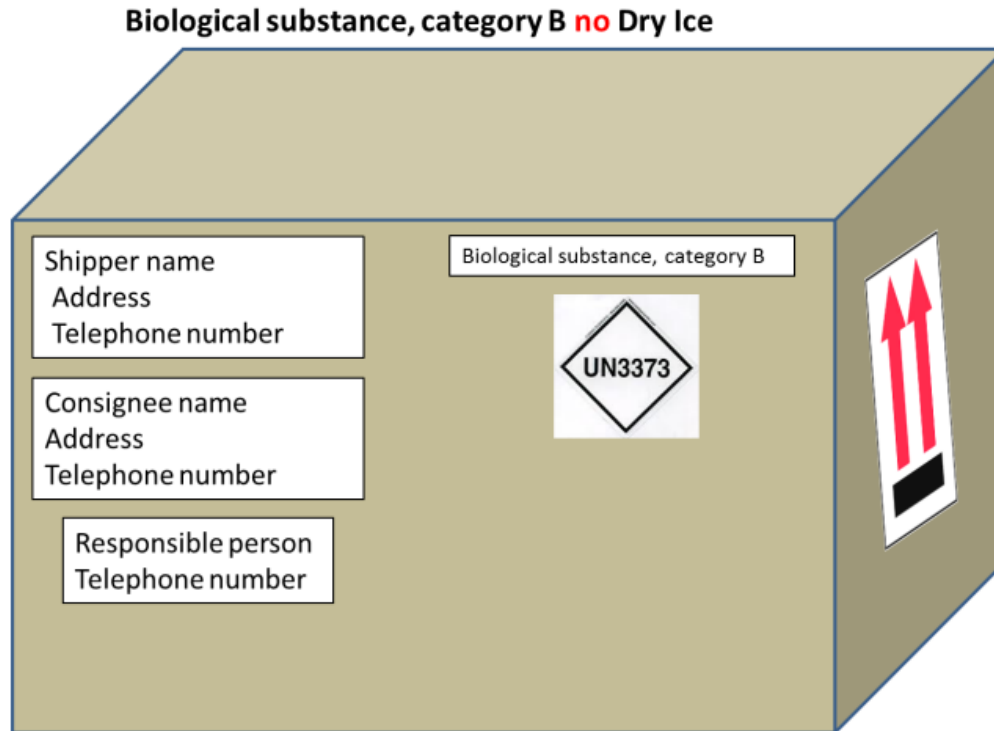 Biological substance, category B no Dry Ice
Shipper name
Address
Telephone number
Consignee name
Address
Telephone number
Responsible person
Telephone number
Biological substance, category B
UN3373